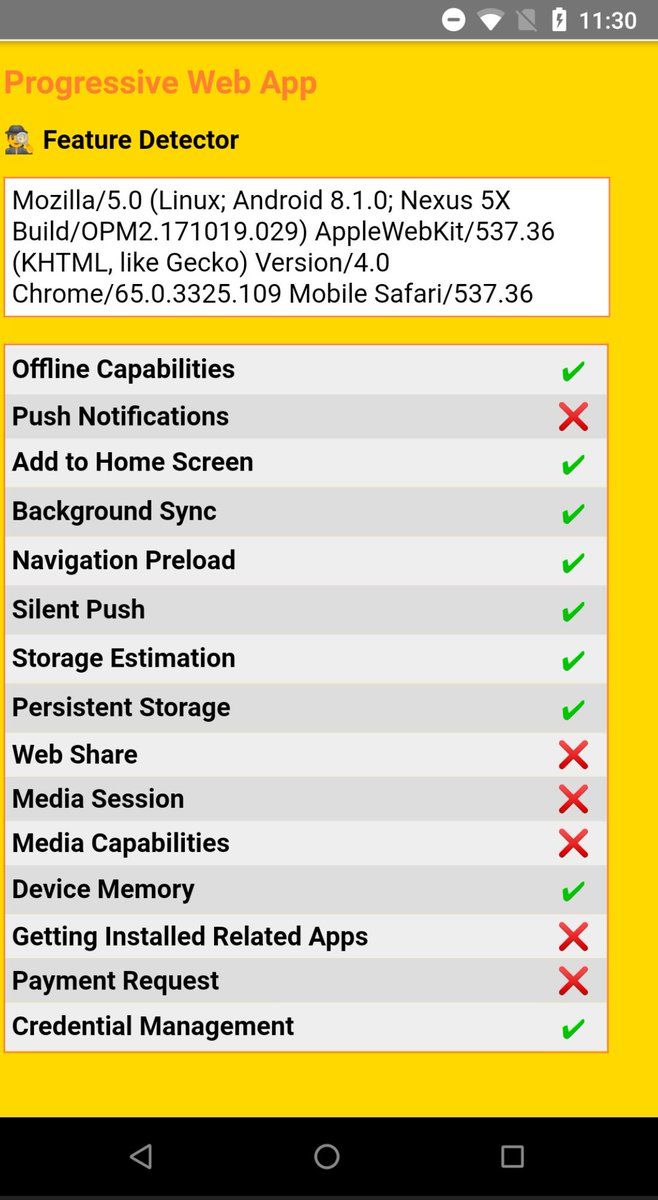 11:30
Progressive Web App
🕵️ Feature Detector
Mozilla/5.0 (Linux; Android 8.1.0; Nexus 5X
Build/OPM2.171019.029) AppleWebKit/537.36
(KHTML, like Gecko) Version/4.0
Chrome/65.0.3325.109 Mobile Safari/537.36
Offline Capabilities ✔
Push Notifications ❌
Add to Home Screen ✔
Background Sync ✔
Navigation Preload ✔
Silent Push ✔
Storage Estimation ✔
Persistent Storage ✔
Web Share ❌
Media Session ❌
Media Capabilities ❌
Device Memory ✔
Getting Installed Related Apps ❌
Payment Request ❌
Credential Management ✔